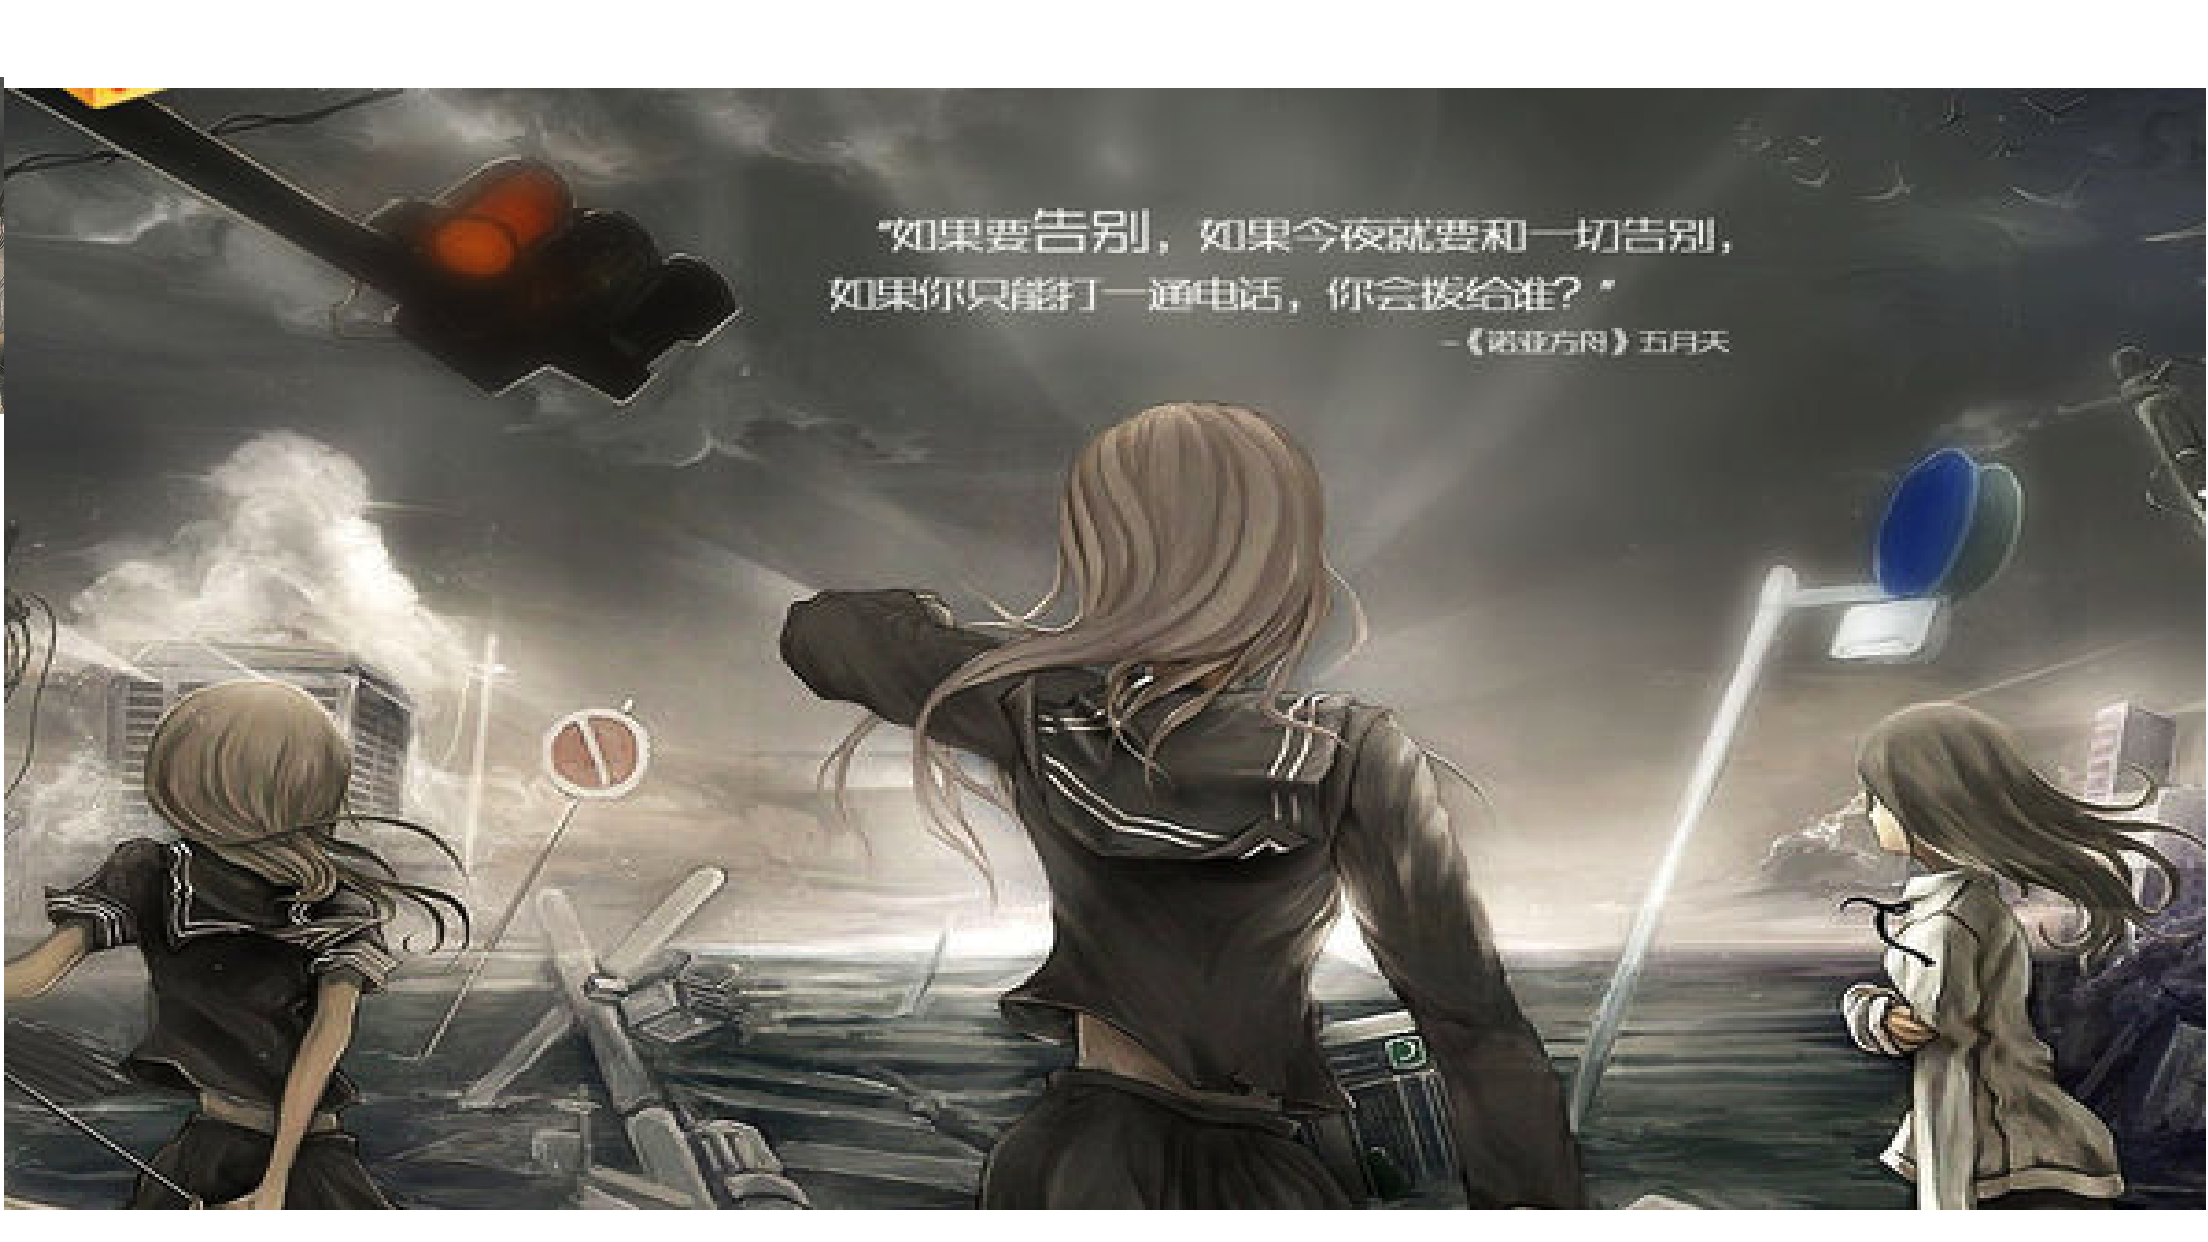 “如果要告别，如果今夜就要和一切告别，
如果你只能打一通电话，你会拨给谁？”
-《诺亚方舟》五月天